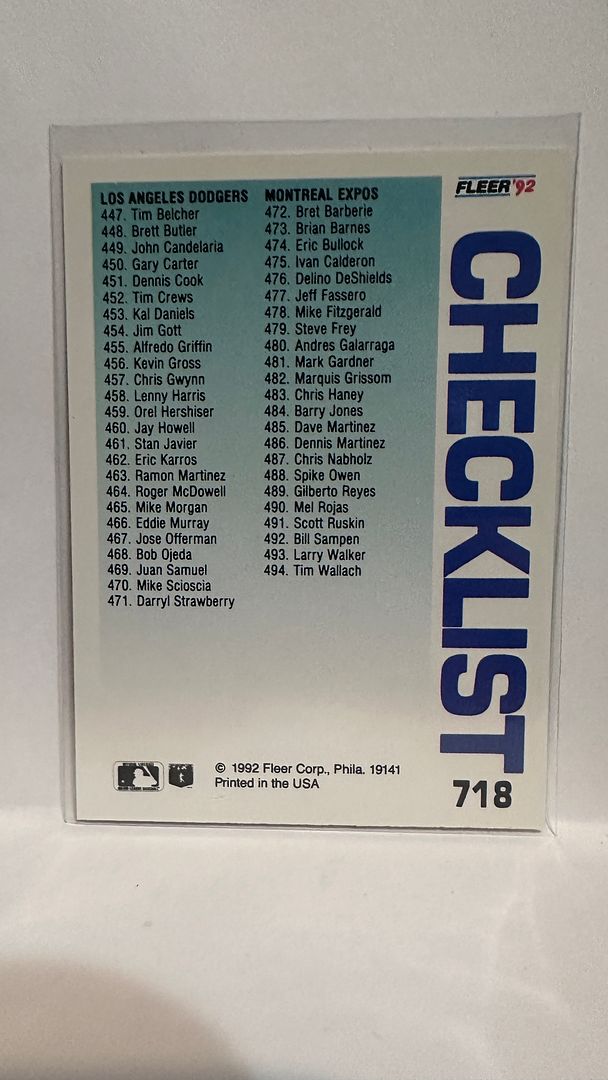 FLEER '92
LOS ANGELES DODGERS
447. Tim Belcher
448. Brett Butler
449. John Candelaria
450. Gary Carter
451. Dennis Cook
452. Tim Crews
453. Kal Daniels
454. Jim Gott
455. Alfredo Griffin
456. Kevin Gross
457. Chris Gwynn
458. Lenny Harris
459. Orel Hershiser
460. Jay Howell
461. Stan Javier
462. Eric Karros
463. Ramon Martinez
464. Roger McDowell
465. Mike Morgan
466. Eddie Murray
467. Jose Offerman
468. Bob Ojeda
469. Juan Samuel
470. Mike Scioscia
471. Darryl Strawberry
MONTREAL EXPOS
472. Bret Barberie
473. Brian Barnes
474. Eric Bullock
475. Ivan Calderon
476. Delino DeShields
477. Jeff Fassero
478. Mike Fitzgerald
479. Steve Frey
480. Andres Galarraga
481. Mark Gardner
482. Marquis Grissom
483. Chris Haney
484. Barry Jones
485. Dave Martinez
486. Dennis Martinez
487. Chris Nabholz
488. Spike Owen
489. Gilberto Reyes
490. Mel Rojas
491. Scott Ruskin
492. Bill Sampen
493. Larry Walker
494. Tim Wallach
CHECKLIST
718
© 1992 Fleer Corp., Phila. 19141
Printed in the USA